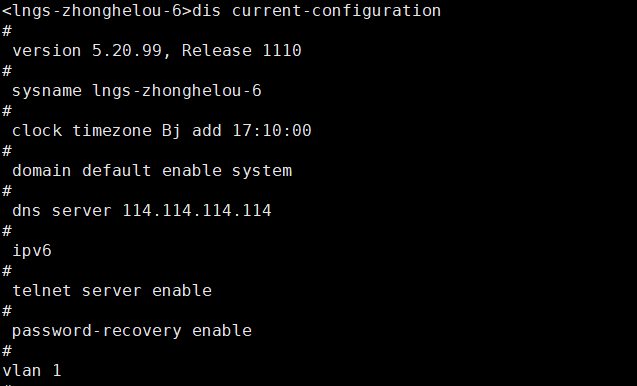 <lngs-zhonghelou-6>dis current-configuration
#
version 5.20.99, Release 1110
#
sysname lngs-zhonghelou-6
#
clock timezone Bj add 17:10:00
#
domain default enable system
#
dns server 114.114.114.114
#
ipv6
#
telnet server enable
#
password-recovery enable
#
vlan 1
#